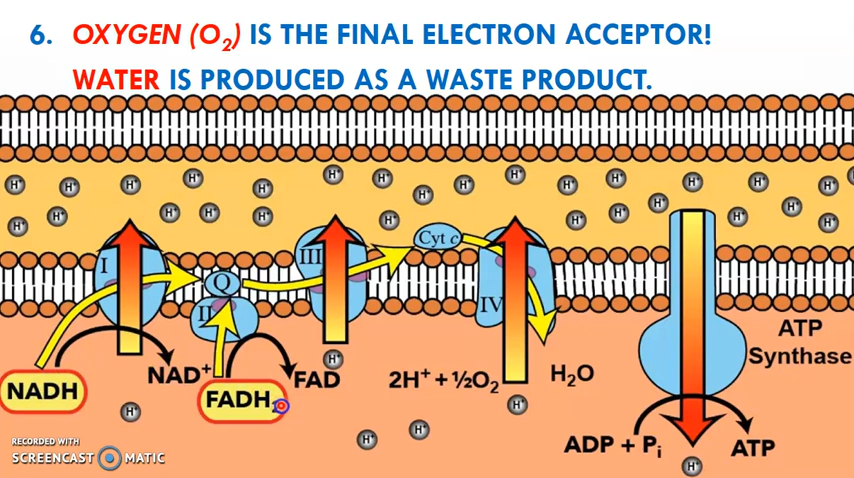 6. OXYGEN (O₂) IS THE FINAL ELECTRON ACCEPTOR!
WATER IS PRODUCED AS A WASTE PRODUCT.
H⁺ H⁺ H⁺ H⁺ H⁺ H⁺ H⁺ H⁺ H⁺ H⁺ H⁺ H⁺ H⁺
H⁺ H⁺ H⁺ H⁺ H⁺ H⁺ H⁺ H⁺ H⁺ H⁺ H⁺ H⁺
I
III
Cyt c
Q
II
IV
ATP
Synthase
H⁺
NADH
NAD⁺
FADH₂
FAD
2H⁺ + ½O₂
H₂O
H⁺ H⁺ H⁺ H⁺
ADP + Pᵢ
ATP
H⁺
RECORDED WITH
SCREENCAST MATIC